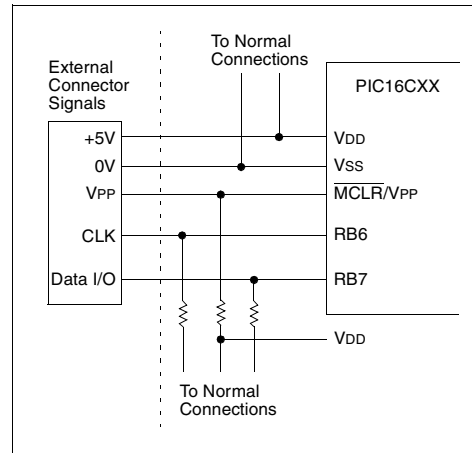 To Normal
Connections
External
Connector
Signals
PIC16CXX
+5V
VDD
0V
VSS
VPP
MCLR/VPP
CLK
RB6
Data I/O
RB7
VDD
To Normal
Connections